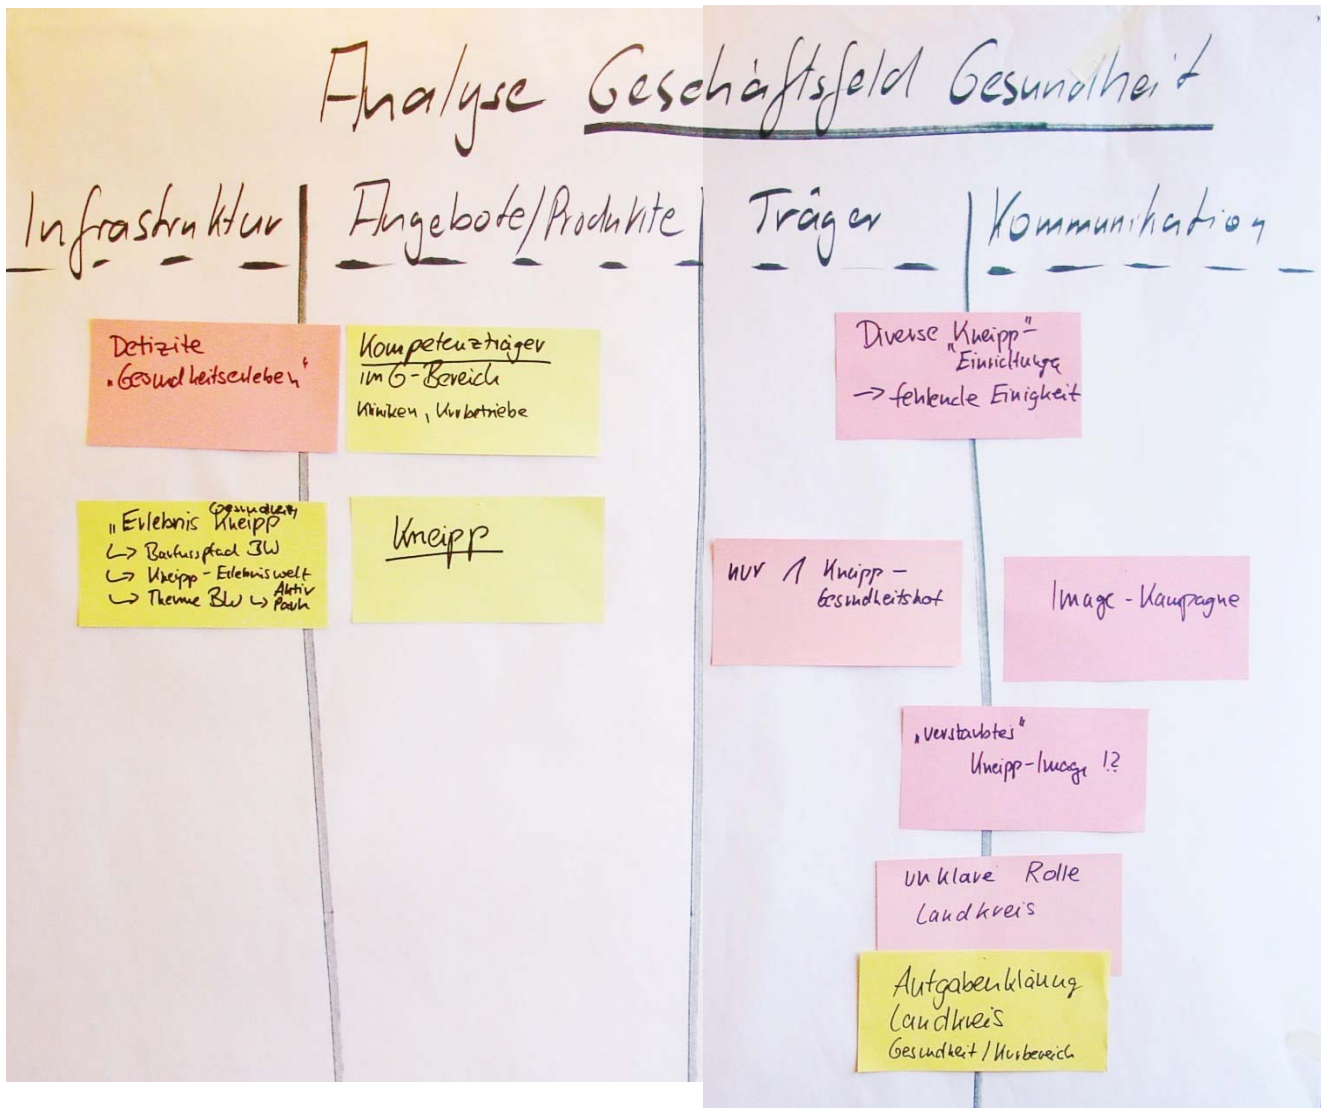 Analyse Geschäftsfeld Gesundheit
Infrastruktur
Angebote/Produkte
Träger
Kommunikation
Defizite
„Gesundheitserleben“
Kompetenzträger
im G-Bereich
Kliniken, Kurbetriebe
Diverse „Kneipp“-
Einrichtungen
→ fehlende Einigkeit
Gesundheit
„Erlebnis Kneipp
↳ Barfusspfad BW
↳ Kneipp-Erlebniswelt
↳ Therme BW ↳ Aktiv
Park
Kneipp
nur 1 Kneipp-
Gesundheitshof
Image-Kampagne
„verstaubtes“
Kneipp-Image !?
unklare Rolle
Landkreis
Aufgabenklärung
Landkreis
Gesundheit/Kurbereich